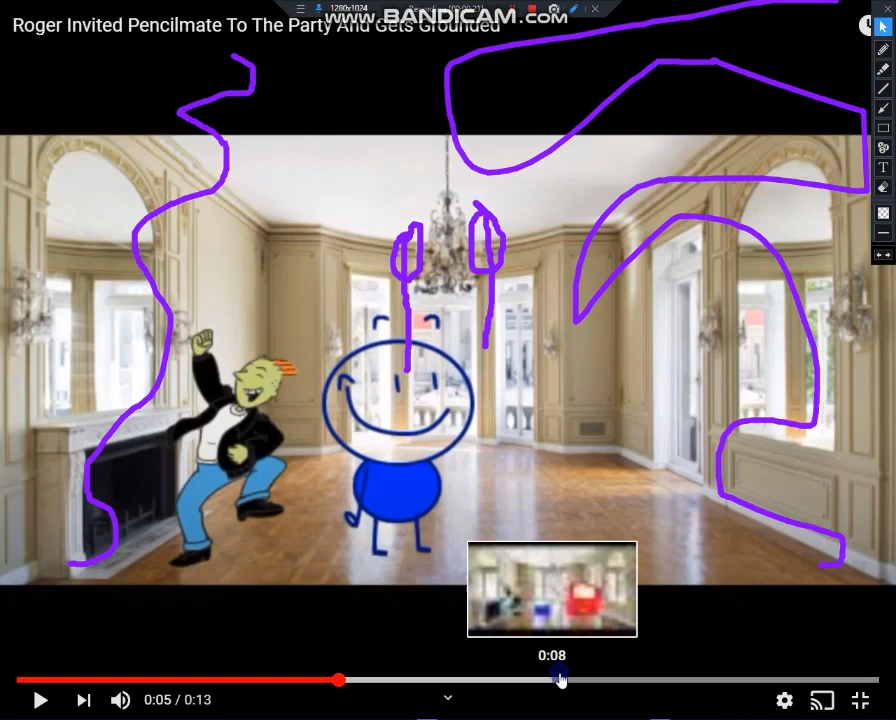 1280x1024
www.BANDICAM.com
Roger Invited Pencilmate To The Party And Gets Grounded
T
0:08
0:05 / 0:13